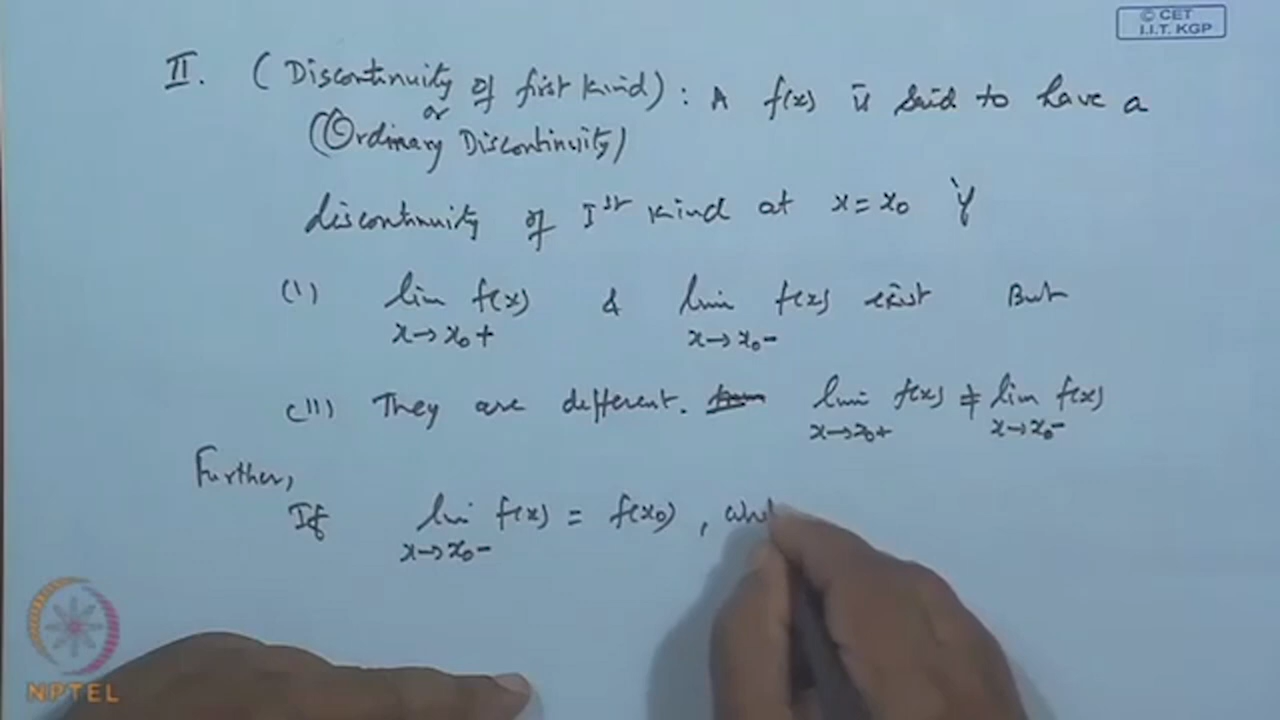 © CET
I.I.T. KGP
II. (Discontinuity of first kind) : A f(x) is said to have a
or
(Ordinary Discontinuity)
discontinuity of Ist kind at x = x₀ if
(i) lim f(x) & lim f(x) exist But
x→x₀+ x→x₀-
(ii) They are different. lim f(x) ≠ lim f(x)
x→x₀+ x→x₀-
Further,
If lim f(x) = f(x₀) , whi
x→x₀-
NPTEL